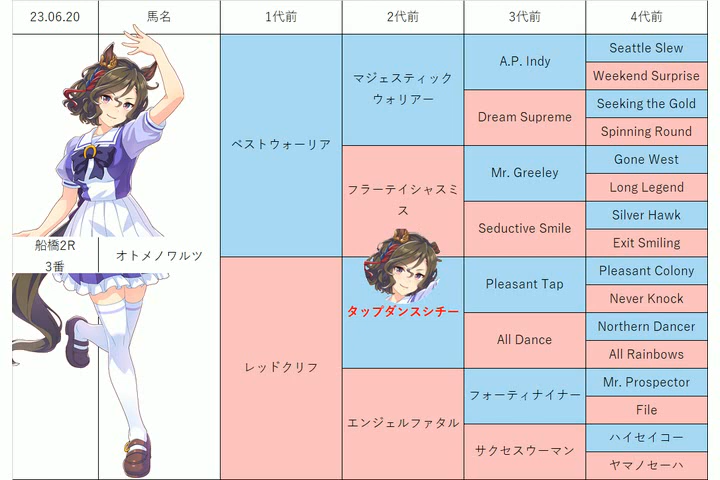 23.06.20 馬名 1代前 2代前 3代前 4代前
船橋2R
3番
オトメノワルツ
ベストウォーリア
マジェスティック
ウォリアー
A.P. Indy
Seattle Slew
Weekend Surprise
Dream Supreme
Seeking the Gold
Spinning Round
フラーテイシャスミ
ス
Mr. Greeley
Gone West
Long Legend
Seductive Smile
Silver Hawk
Exit Smiling
レッドクリフ
タップダンスシチー
Pleasant Tap
Pleasant Colony
Never Knock
All Dance
Northern Dancer
All Rainbows
エンジェルファタル
フォーティナイナー
Mr. Prospector
File
サクセスウーマン
ハイセイコー
ヤマノセーハ